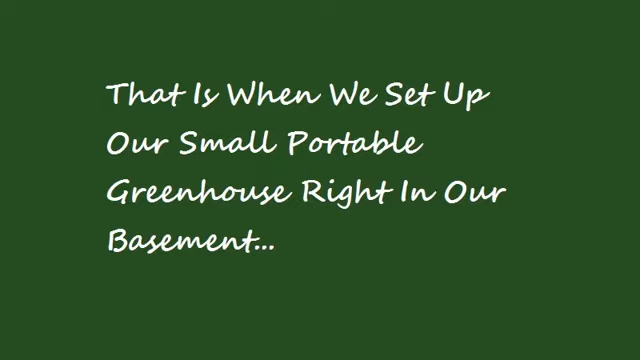 That Is When We Set Up
Our Small Portable
Greenhouse Right In Our
Basement...